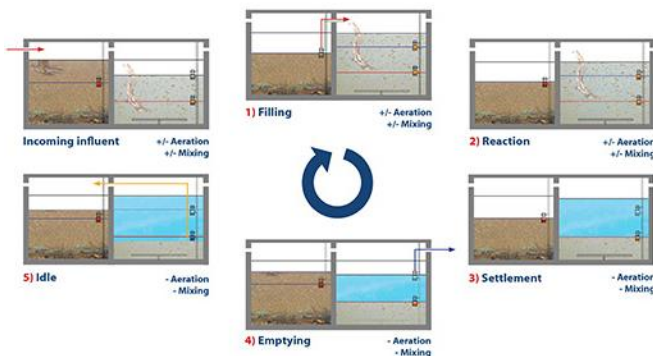 Incoming influent
+/- Aeration
+/- Mixing
1) Filling
+/- Aeration
+/- Mixing
2) Reaction
+/- Aeration
+/- Mixing
3) Settlement
- Aeration
- Mixing
4) Emptying
- Aeration
- Mixing
5) Idle
- Aeration
- Mixing